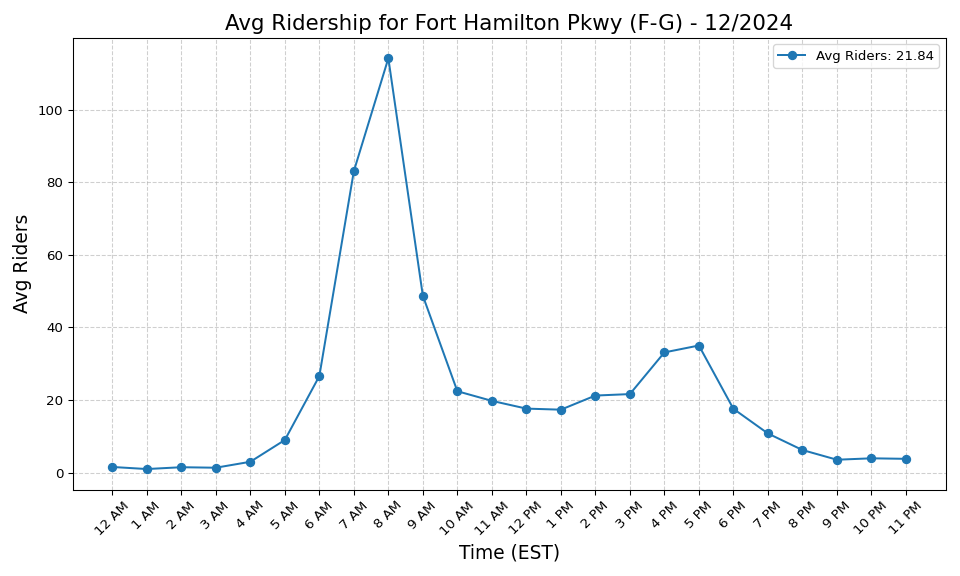 Avg Ridership for Fort Hamilton Pkwy (F-G) - 12/2024
Avg Riders: 21.84
Avg Riders
100
80
60
40
20
0
12 AM
1 AM
2 AM
3 AM
4 AM
5 AM
6 AM
7 AM
8 AM
9 AM
10 AM
11 AM
12 PM
1 PM
2 PM
3 PM
4 PM
5 PM
6 PM
7 PM
8 PM
9 PM
10 PM
11 PM
Time (EST)